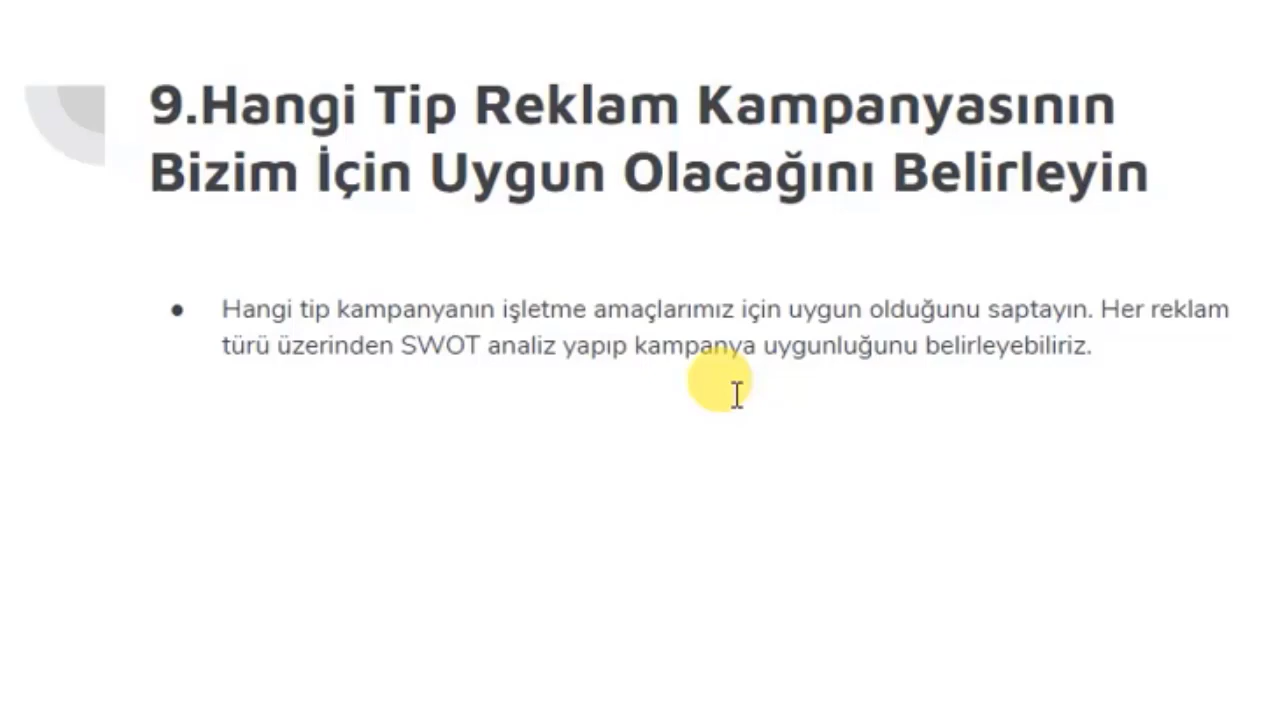 9.Hangi Tip Reklam Kampanyasının
Bizim İçin Uygun Olacağını Belirleyin
● Hangi tip kampanyanın işletme amaçlarımız için uygun olduğunu saptayın. Her reklam
türü üzerinden SWOT analiz yapıp kampanya uygunluğunu belirleyebiliriz.